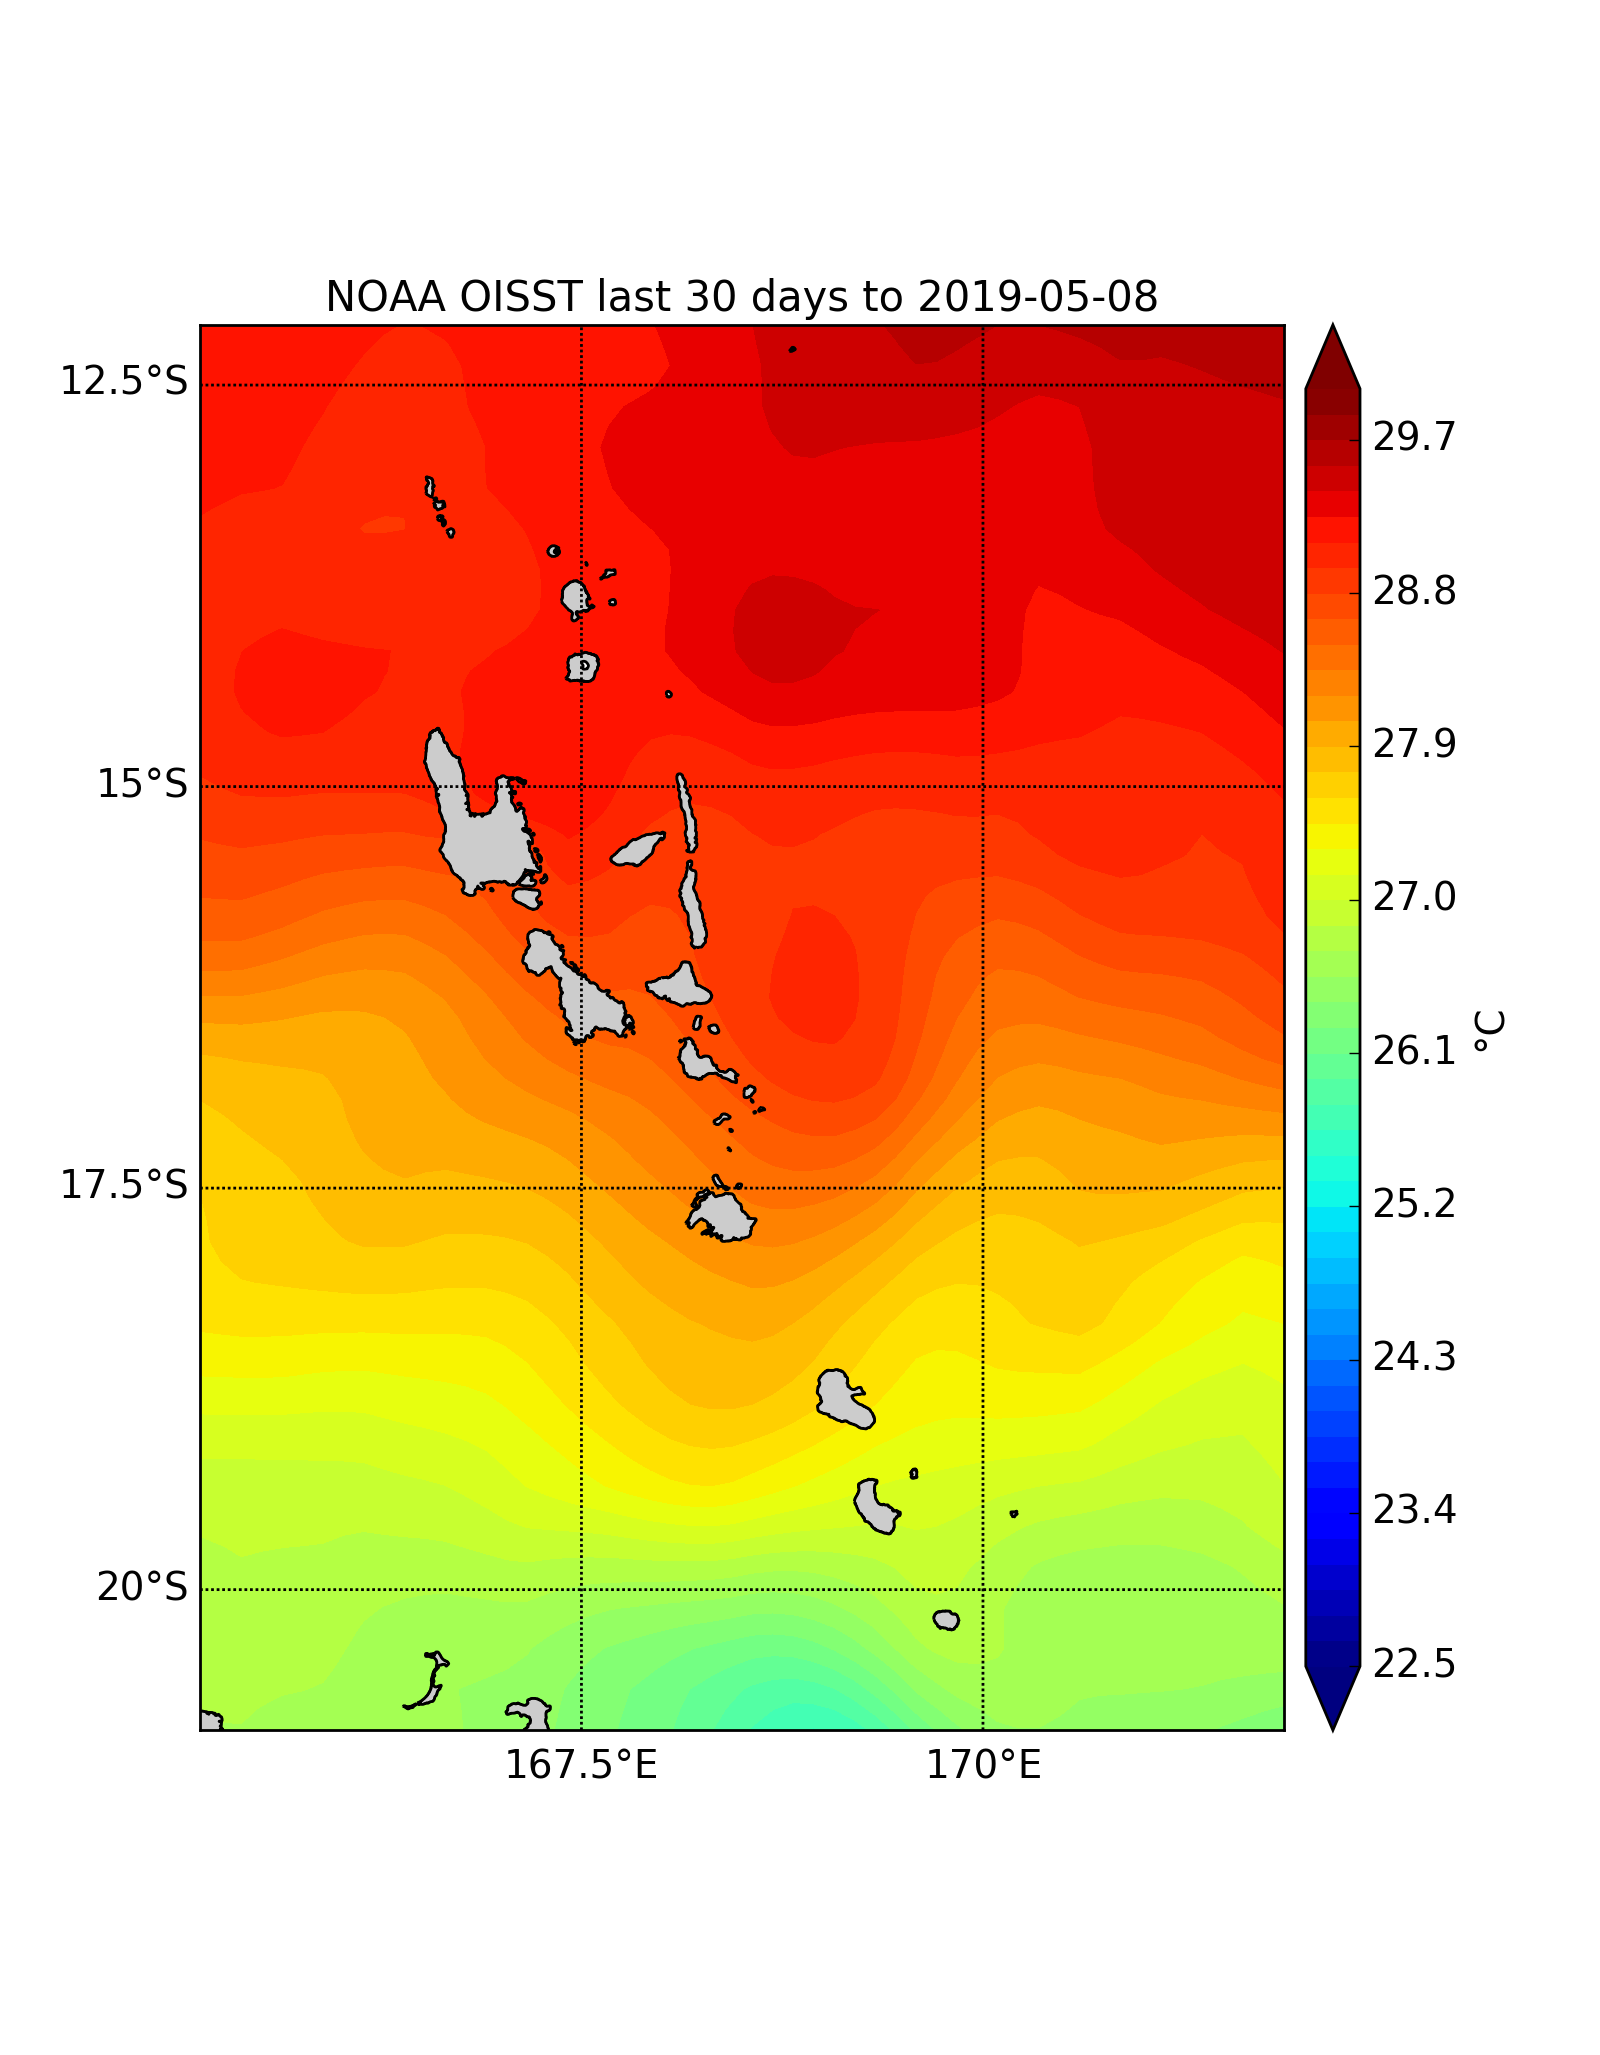 NOAA OISST last 30 days to 2019-05-08
12.5°S
15°S
17.5°S
20°S
167.5°E
170°E
29.7
28.8
27.9
27.0
26.1
25.2
24.3
23.4
22.5
°C